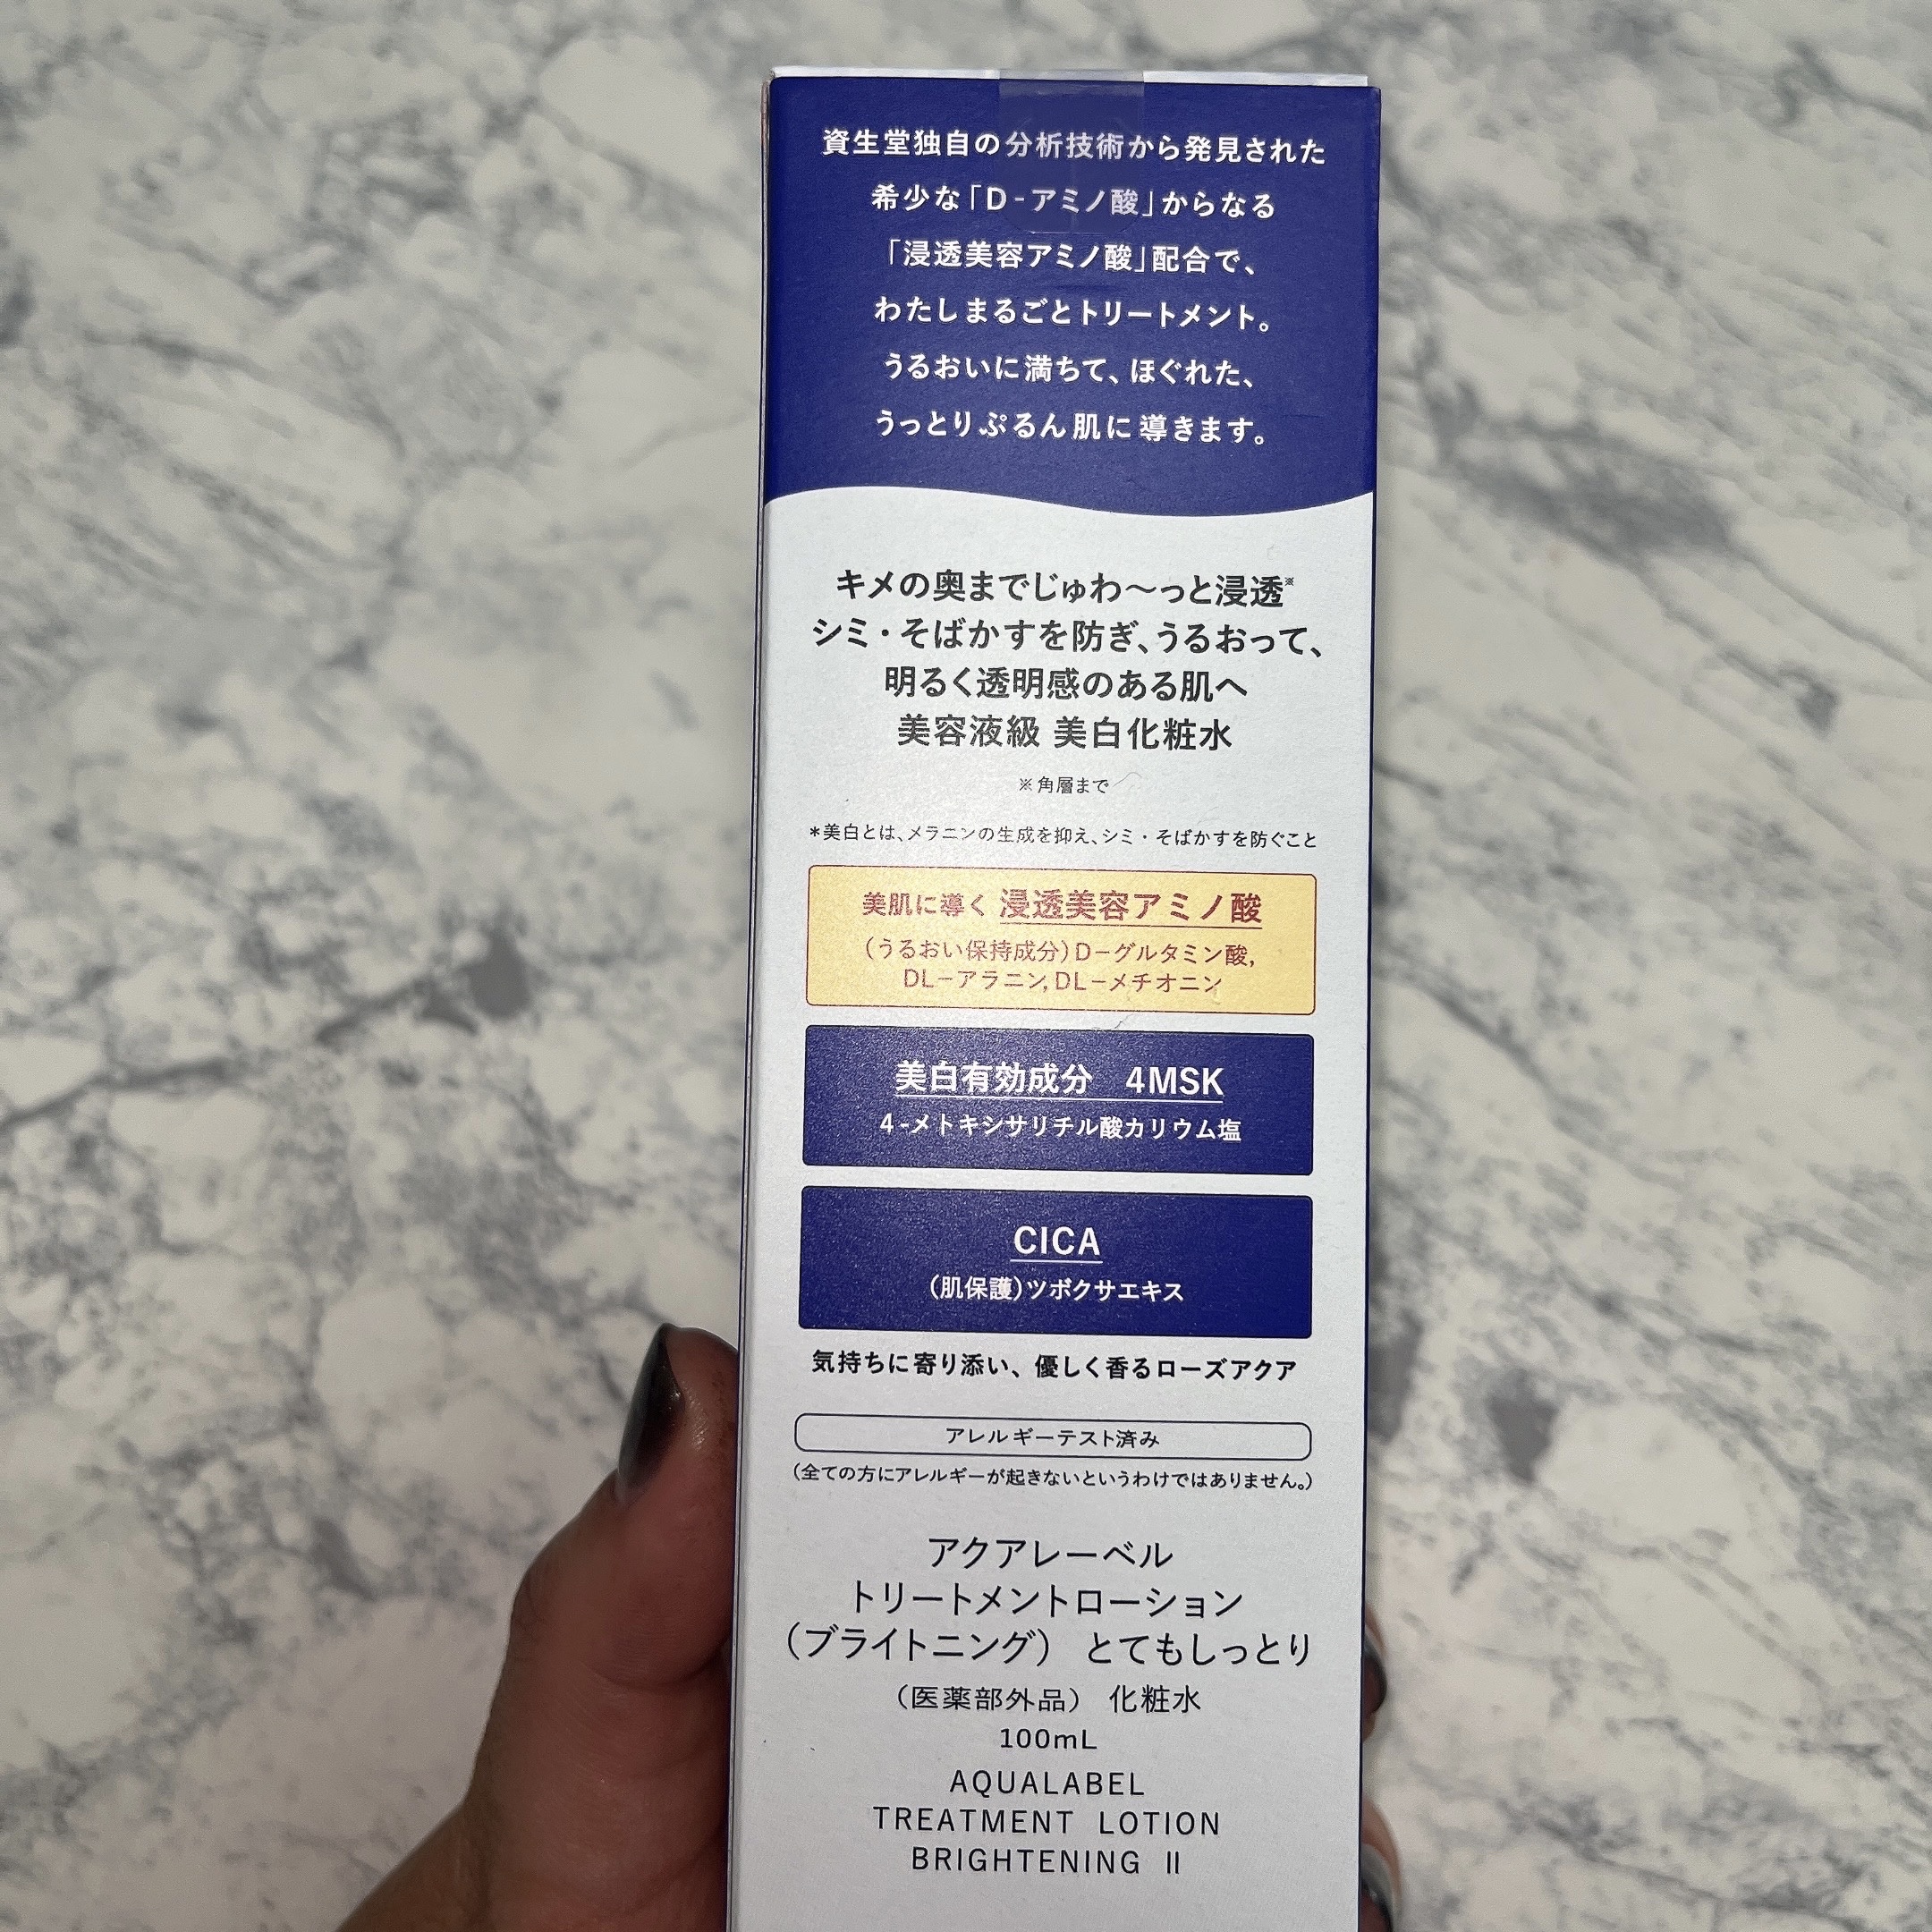 資生堂独自の分析技術から発見された
希少な「D-アミノ酸」からなる
「浸透美容アミノ酸」配合で、
わたしまるごとトリートメント。
うるおいに満ちて、ほぐれた、
うっとりぷるん肌に導きます。
キメの奥までじゅわ～っと浸透※
シミ・そばかすを防ぎ、うるおって、
明るく透明感のある肌へ
美容液級 美白化粧水
※角層まで
*美白とは、メラニンの生成を抑え、シミ・そばかすを防ぐこと
美肌に導く 浸透美容アミノ酸
(うるおい保持成分)D-グルタミン酸,
DL-アラニン,DL-メチオニン
美白有効成分 4MSK
4-メトキシサリチル酸カリウム塩
CICA
(肌保護)ツボクサエキス
気持ちに寄り添い、優しく香るローズアクア
アレルギーテスト済み
(全ての方にアレルギーが起きないというわけではありません。)
アクアレーベル
トリートメントローション
(ブライトニング) とてもしっとり
(医薬部外品) 化粧水
100mL
AQUALABEL
TREATMENT LOTION
BRIGHTENING II